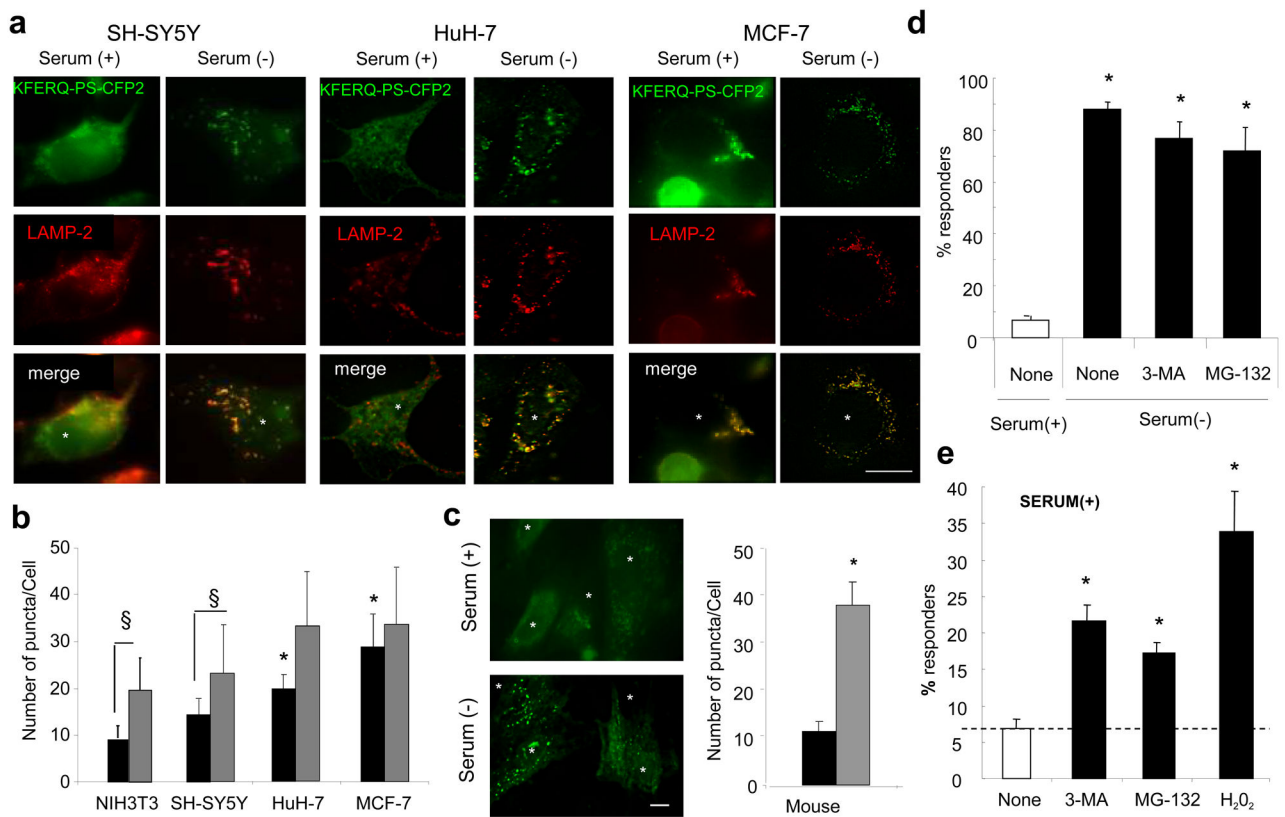 a
SH-SY5Y HuH-7 MCF-7
Serum (+) Serum (-) Serum (+) Serum (-) Serum (+) Serum (-)
KFERQ-PS-CFP2 KFERQ-PS-CFP2 KFERQ-PS-CFP2
LAMP-2 LAMP-2 LAMP-2
merge merge merge
* * * * * *
b
Number of puncta/Cell
50
40
30
20
10
0
§ § * *
NIH3T3 SH-SY5Y HuH-7 MCF-7
c
Serum (+)
* * * *
Serum (-)
* * * *
Number of puncta/Cell
50
40
30
20
10
0
*
Mouse
d
% responders
100
80
60
40
20
0
* * *
None None 3-MA MG-132
Serum(+) Serum(-)
e
SERUM(+)
% responders
40
35
30
25
20
15
10
5
0
* * *
None 3-MA MG-132 H₂0₂